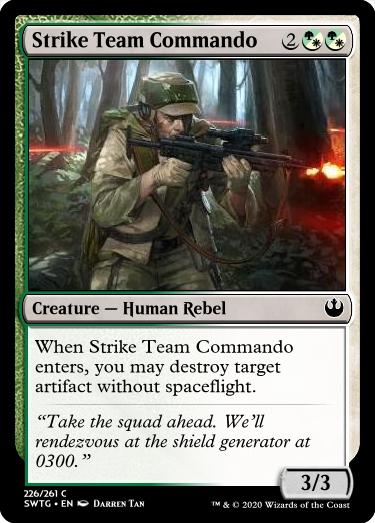 Strike Team Commando 2
Creature — Human Rebel
When Strike Team Commando
enters, you may destroy target
artifact without spaceflight.
“Take the squad ahead. We’ll
rendezvous at the shield generator at
0300.”
3/3
226/261 C
SWTG • EN Darren Tan
™ & © 2020 Wizards of the Coast